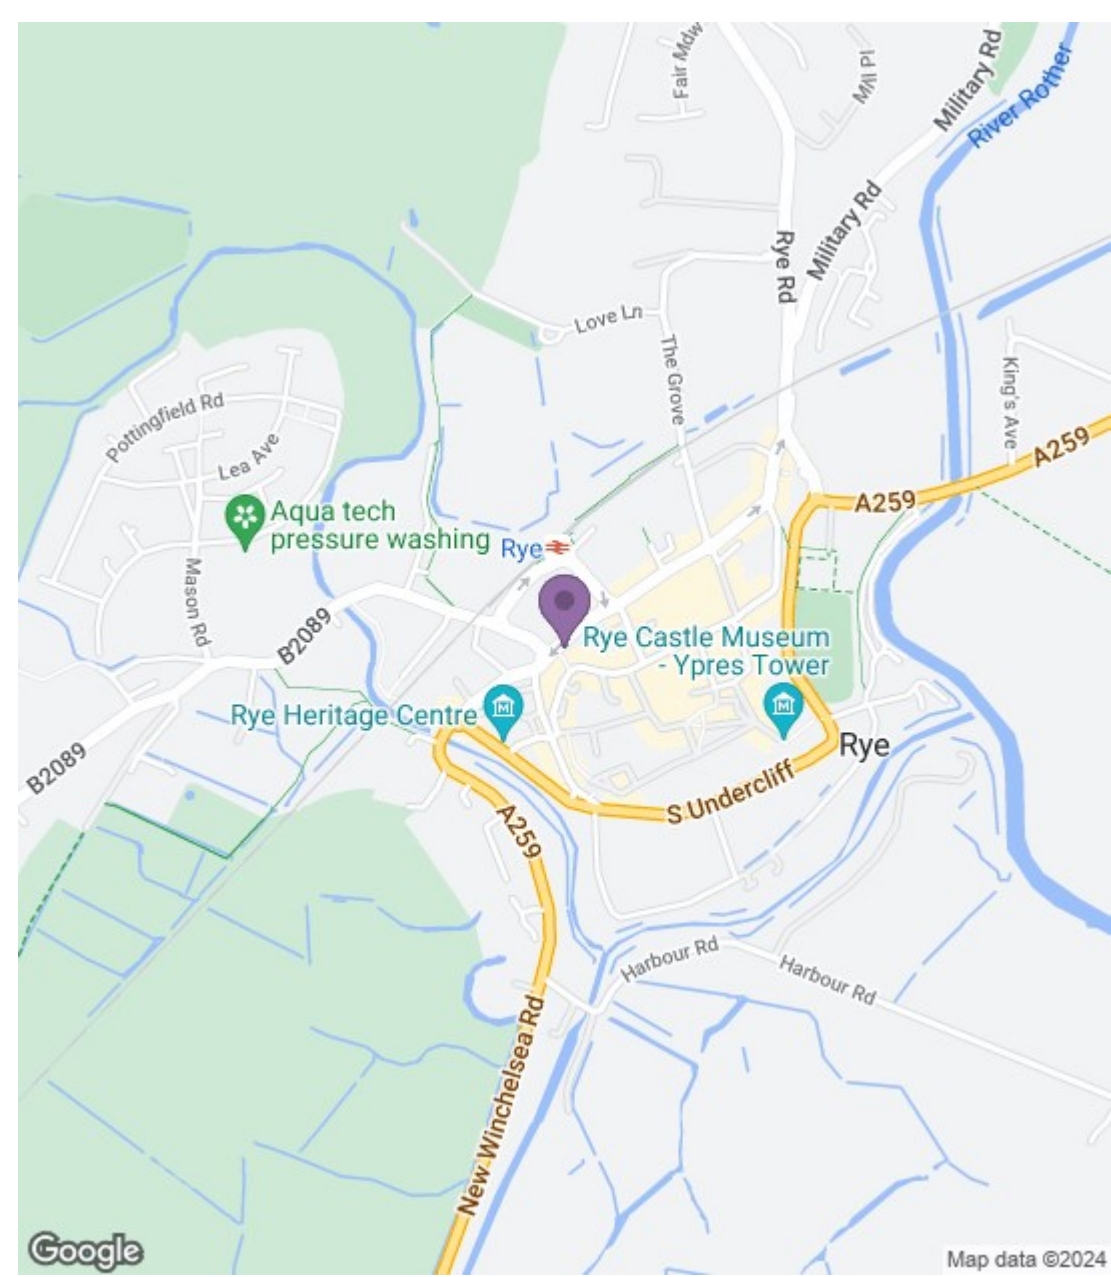 Fair Mdw
Mill Pl
Military Rd
River Rother
Military Rd
Rye Rd
Love Ln
The Grove
King's Ave
Pottingfield Rd
Lea Ave
A259
A259
Aqua tech
pressure washing
Rye
Mason Rd
B2089
Rye Castle Museum
- Ypres Tower
Rye Heritage Centre
Rye
B2089
S Undercliff
A259
Harbour Rd
Harbour Rd
New Winchelsea Rd
Google
Map data ©2024